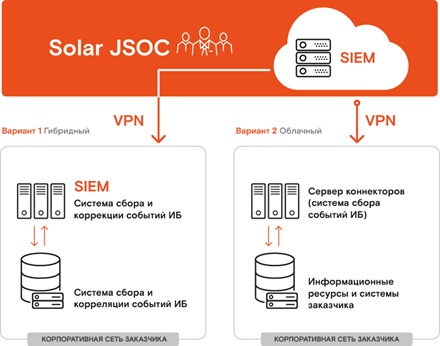 Solar JSOC
SIEM
VPN
VPN
Вариант 1 Гибридный
Вариант 2 Облачный
SIEM
Система сбора и
коррекции событий ИБ
Система сбора и
корреляции событий ИБ
КОРПОРАТИВНАЯ СЕТЬ ЗАКАЗЧИКА
Сервер коннекторов
(система сбора
событий ИБ)
Информационные
ресурсы и системы
заказчика
КОРПОРАТИВНАЯ СЕТЬ ЗАКАЗЧИКА